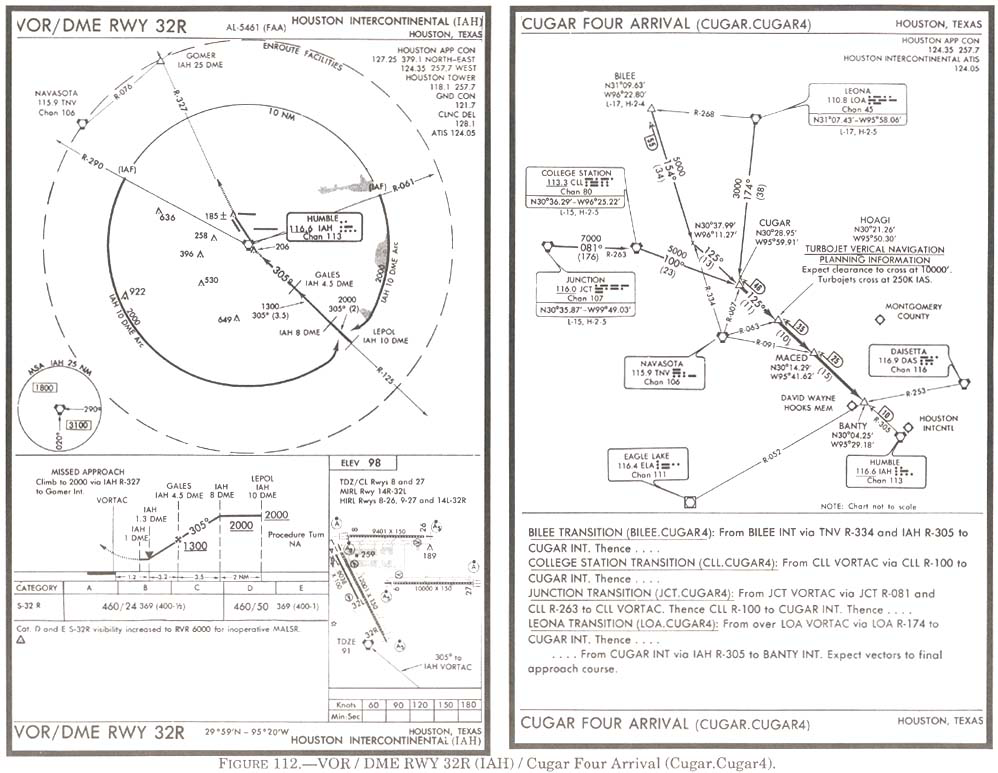 VOR/DME RWY 32R
AL-5461 (FAA)
HOUSTON INTERCONTINENTAL (IAH)
HOUSTON, TEXAS
HOUSTON APP CON
127.25 379.1 NORTH-EAST
124.35 257.7 WEST
HOUSTON TOWER
118.1 257.7
GND CON
121.7
CLNC DEL
128.1
ATIS 124.05
ENROUTE FACILITIES
GOMER
IAH 25 DME
R-076
R-327
NAVASOTA
115.9 TNV
Chan 106
10 NM
R-290
(IAF)
(IAF)
R-061
636
185 ±
HUMBLE
116.6 IAH
Chan 113
258
206
396
305°
GALES
IAH 4.5 DME
530
2000
IAH 10 DME Arc
922
2000
IAH 10 DME Arc
1300
305° (3.5)
2000
305° (2)
649
IAH 8 DME
LEPOL
IAH 10 DME
R-125
MSA IAH 25 NM
1800
290°
3100
020°
MISSED APPROACH
Climb to 2000 via IAH R-327
to Gomer Int.
VORTAC
IAH
1 DME
IAH
1.3 DME
GALES
IAH 4.5 DME
IAH
8 DME
LEPOL
IAH
10 DME
305°
2000
2000
1300
Procedure Turn
NA
1.2
3.2
3.5
2 NM
CATEGORY
A
B
C
D
E
S-32 R
460/24 369 (400-½)
460/50 369 (400-1)
Cat. D and E S-32R visibility increased to RVR 6000 for inoperative MALSR.
ELEV 98
TDZ/CL Rwys 8 and 27
MIRL Rwy 14R-32L
HIRL Rwys 8-26, 9-27 and 14L-32R
9401 X 150
26
259
189
12001 X 150
10000 X 150
27
32L
32R
TDZE
91
305° to
IAH VORTAC
Knots 60 90 120 150 180
Min:Sec
VOR/DME RWY 32R
29°59'N – 95°20'W
HOUSTON, TEXAS
HOUSTON INTERCONTINENTAL (IAH)
CUGAR FOUR ARRIVAL (CUGAR.CUGAR4)
HOUSTON, TEXAS
HOUSTON APP CON
124.35 257.7
HOUSTON INTERCONTINENTAL ATIS
124.05
BILEE
N31°09.63'
W96°22.80'
L-17, H-2-4
R-268
LEONA
110.8 LOA
Chan 45
N31°07.43'–W95°58.06'
L-17, H-2-5
55
5000
154°
(34)
3000
174°
(38)
COLLEGE STATION
113.3 CLL
Chan 80
N30°36.29'–W96°25.22'
L-15, H-2-5
N30°37.99'
W96°11.27'
CUGAR
N30°28.95'
W95°59.91'
HOAGI
N30°21.26'
W95°50.30'
TURBOJET VERICAL NAVIGATION
PLANNING INFORMATION
Expect clearance to cross at 10000'.
Turbojets cross at 250K IAS.
7000
081°
(176)
R-263
5000
100°
(23)
125°
(13)
JUNCTION
116.0 JCT
Chan 107
N30°35.87'–W99°49.03'
L-15, H-2-5
R-334
R-007
125°
(11)
MONTGOMERY
COUNTY
R-063
35
(10)
R-091
NAVASOTA
115.9 TNV
Chan 106
MACED
N30°14.29'
W95°41.62'
25
(15)
DAISETTA
116.9 DAS
Chan 116
R-253
DAVID WAYNE
HOOKS MEM
10
HOUSTON
INTCNTL
BANTY
N30°04.25'
W95°29.18'
R-305
R-052
EAGLE LAKE
116.4 ELA
Chan 111
HUMBLE
116.6 IAH
Chan 113
NOTE: Chart not to scale
BILEE TRANSITION (BILEE.CUGAR4): From BILEE INT via TNV R-334 and IAH R-305 to
CUGAR INT. Thence . . . .
COLLEGE STATION TRANSITION (CLL.CUGAR4): From CLL VORTAC via CLL R-100 to
CUGAR INT. Thence . . . .
JUNCTION TRANSITION (JCT.CUGAR4): From JCT VORTAC via JCT R-081 and
CLL R-263 to CLL VORTAC. Thence CLL R-100 to CUGAR INT. Thence . . . .
LEONA TRANSITION (LOA.CUGAR4): From over LOA VORTAC via LOA R-174 to
CUGAR INT. Thence . . . .
. . . . From CUGAR INT via IAH R-305 to BANTY INT. Expect vectors to final
approach course.
CUGAR FOUR ARRIVAL (CUGAR.CUGAR4)
HOUSTON, TEXAS
FIGURE 112.—VOR / DME RWY 32R (IAH) / Cugar Four Arrival (Cugar.Cugar4).